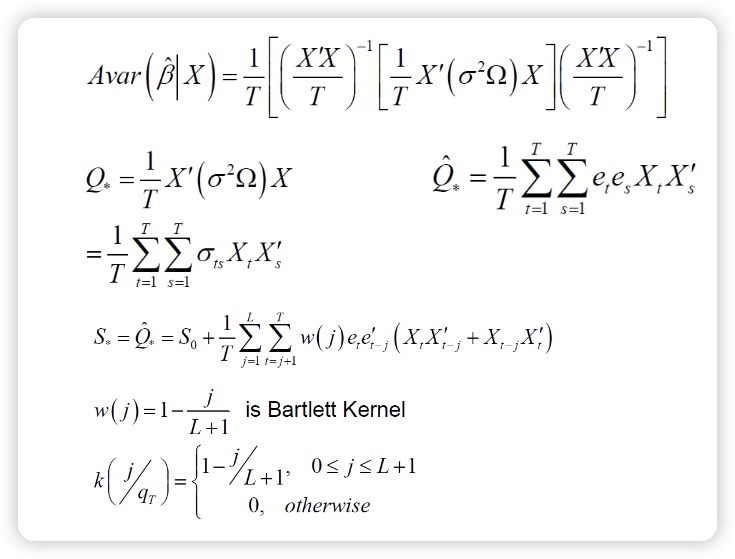 Avar(β̂|X) = 1/T [ (X′X/T)⁻¹ [ 1/T X′(σ²Ω)X ] (X′X/T)⁻¹ ]
Q* = 1/T X′(σ²Ω)X
Q̂* = 1/T ∑_{t=1}^{T} ∑_{s=1}^{T} e_t e_s X_t X′_s
= 1/T ∑_{t=1}^{T} ∑_{s=1}^{T} σ_{ts} X_t X′_s
S* = Q̂* = S₀ + 1/T ∑_{j=1}^{L} ∑_{t=j+1}^{T} w(j) e_t e′_{t−j} (X_t X′_{t−j} + X_{t−j} X′_t)
w(j) = 1 − j/(L+1) is Bartlett Kernel
k(j/q_T) = { 1 − j/L+1, 0 ≤ j ≤ L+1
0, otherwise